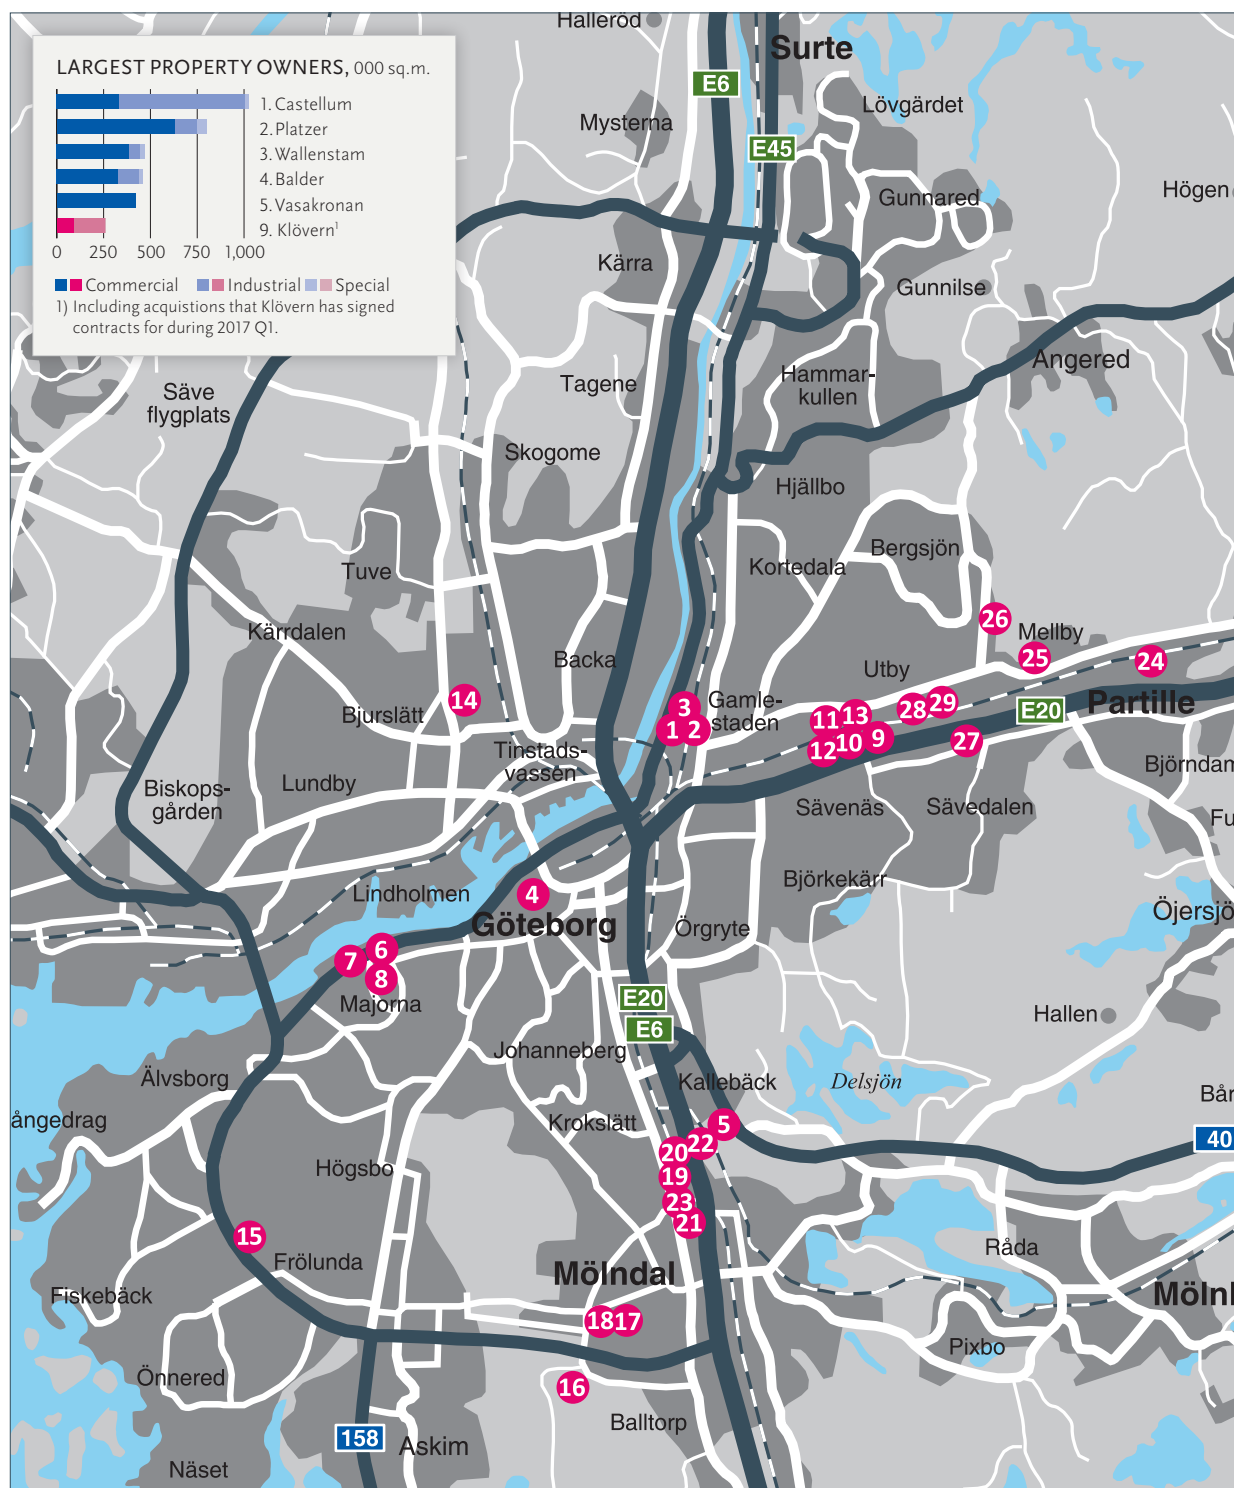 Halleröd
Surte
E6
LARGEST PROPERTY OWNERS, 000 sq.m.
1. Castellum
2. Platzer
3. Wallenstam
4. Balder
5. Vasakronan
9. Klövern¹
0 250 500 750 1,000
Commercial Industrial Special
1) Including acquistions that Klövern has signed
contracts for during 2017 Q1.
Lövgärdet
Mysterna
E45
Högen
Gunnared
Kärra
Gunnilse
Angered
Tagene
Hammar-
kullen
Säve
flygplats
Skogome
Hjällbo
Bergsjön
Kortedala
Tuve
26
Kärrdalen
Mellby
Backa
25
24
Utby
14
3
Gamle-
staden
Partille
29
28
E20
Bjurslätt
11
13
1
2
9
10
12
27
Tinstads-
vassen
Björndam
Lundby
Biskops-
gården
Sävenäs
Sävedalen
Fu
Björkekärr
Lindholmen
4
Öjersjö
Göteborg
Örgryte
6
7
8
Majorna
E20
E6
Hallen
Johanneberg
Älvsborg
Kallebäck
Delsjön
Bår
ångedrag
Krokslätt
5
22
20
40
Högsbo
19
23
21
15
Frölunda
Råda
Mölndal
Fiskebäck
Mölnl
18
17
Pixbo
Önnered
16
Balltorp
158
Askim
Näset